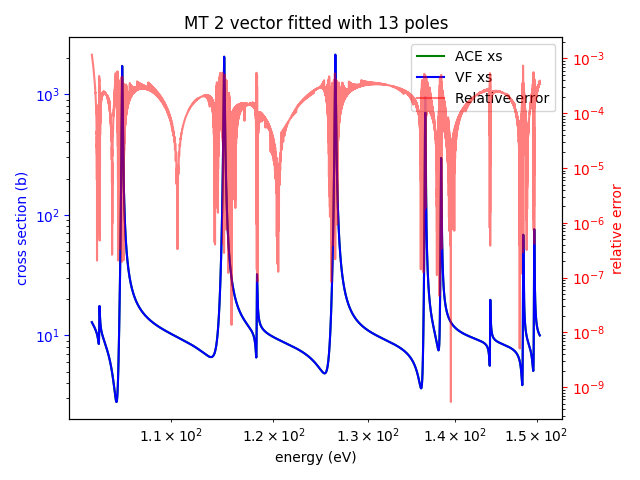 MT 2 vector fitted with 13 poles
ACE xs
VF xs
Relative error
10³
10²
10¹
cross section (b)
10⁻³
10⁻⁴
10⁻⁵
10⁻⁶
10⁻⁷
10⁻⁸
10⁻⁹
relative error
1.1 × 10² 1.2 × 10² 1.3 × 10² 1.4 × 10² 1.5 × 10²
energy (eV)